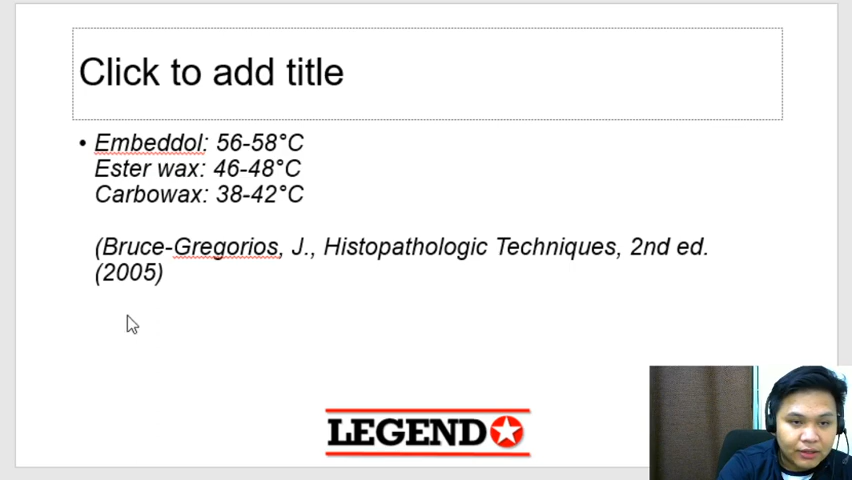 Click to add title
• Embeddol: 56-58°C
Ester wax: 46-48°C
Carbowax: 38-42°C
(Bruce-Gregorios, J., Histopathologic Techniques, 2nd ed.
(2005)
LEGEND